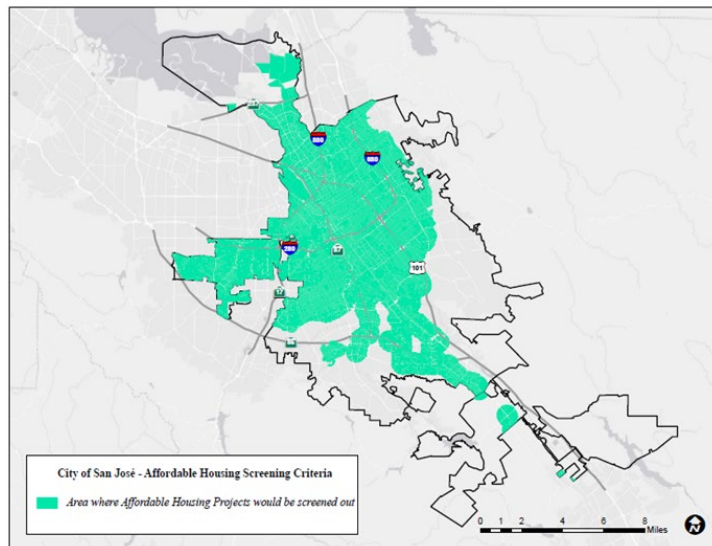 880
680
280
101
City of San José - Affordable Housing Screening Criteria
Area where Affordable Housing Projects would be screened out
0 1 2 4 6 8
Miles
N